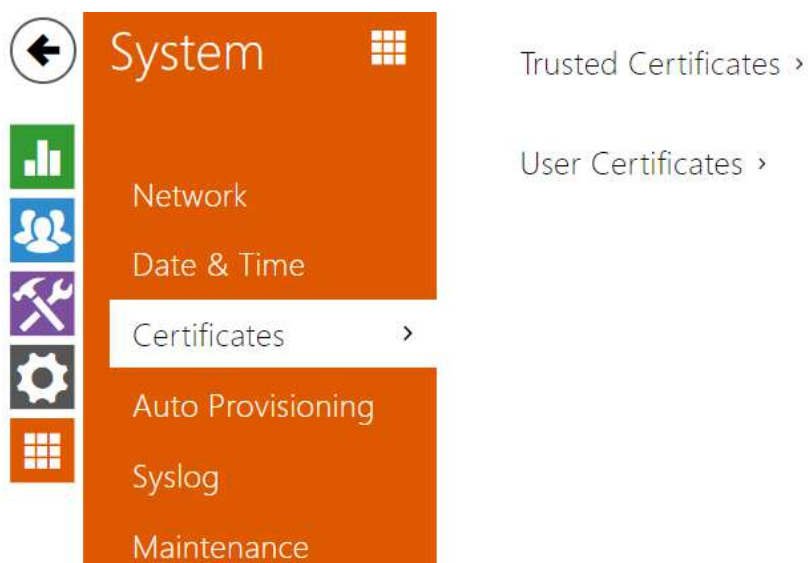 System
Network
Date & Time
Certificates
Auto Provisioning
Syslog
Maintenance
Trusted Certificates
User Certificates